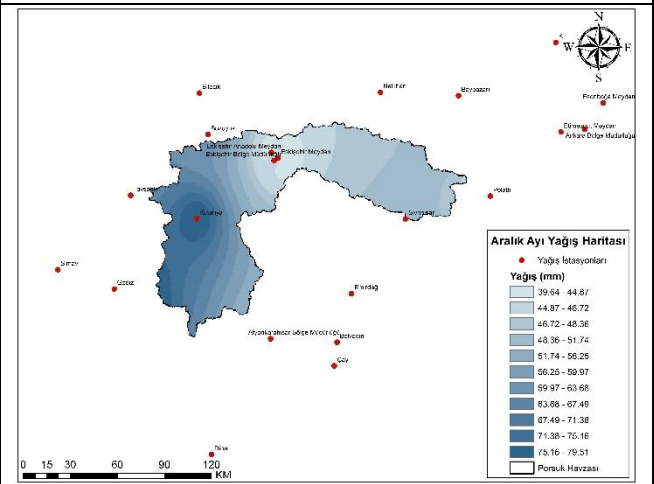 N
W E
S
Bilecik
Nallıhan
Beypazarı
Esenboğa Meydan
Etimesgut Meydan
Ankara Bölge Müdürlüğü
Bozüyük
Eskişehir Anadolu Meydan
Eskişehir Meydan
Eskişehir Bölge Müdürlüğü
Tavşanlı
Polatlı
Kütahya
Sivrihisar
Simav
Gediz
Emirdağ
Afyonkarahisar Bölge Müdürlüğü
Bolvadin
Çay
Dinar
Aralık Ayı Yağış Haritası
Yağış İstasyonları
Yağış (mm)
39.64 - 44.87
44.87 - 46.72
46.72 - 48.36
48.36 - 51.74
51.74 - 56.25
56.25 - 59.97
59.97 - 63.68
63.68 - 67.49
67.49 - 71.38
71.38 - 75.16
75.16 - 79.51
Porsuk Havzası
0 15 30 60 90 120
KM